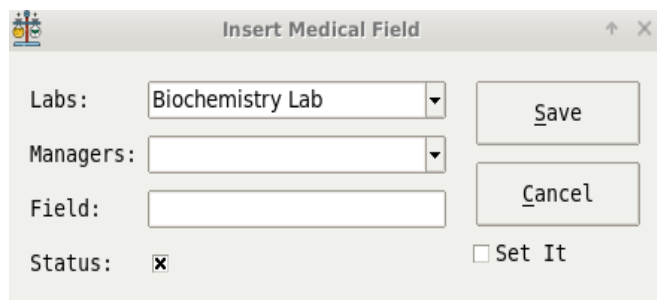 Insert Medical Field
Labs: Biochemistry Lab
Save
Managers:
Cancel
Field:
Set It
Status: